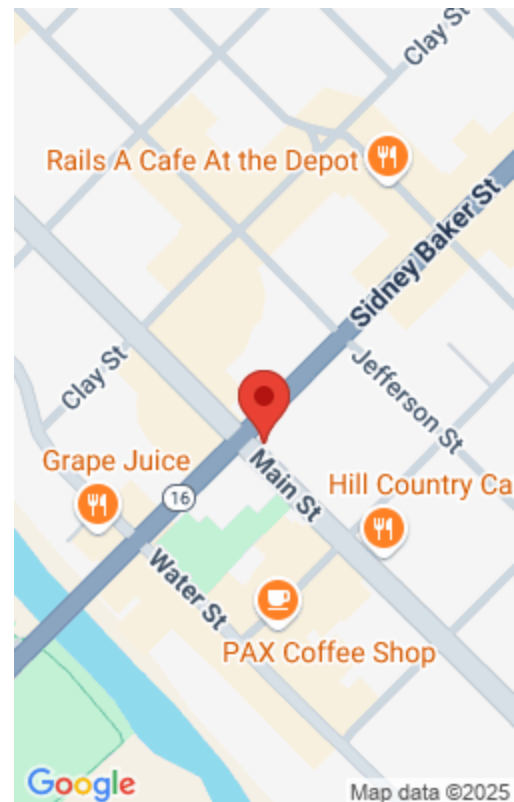 Clay St
Rails A Cafe At the Depot
Sidney Baker St
Jefferson St
Clay St
Grape Juice
16
Main St
Hill Country Ca
Water St
PAX Coffee Shop
Google
Map data ©2025